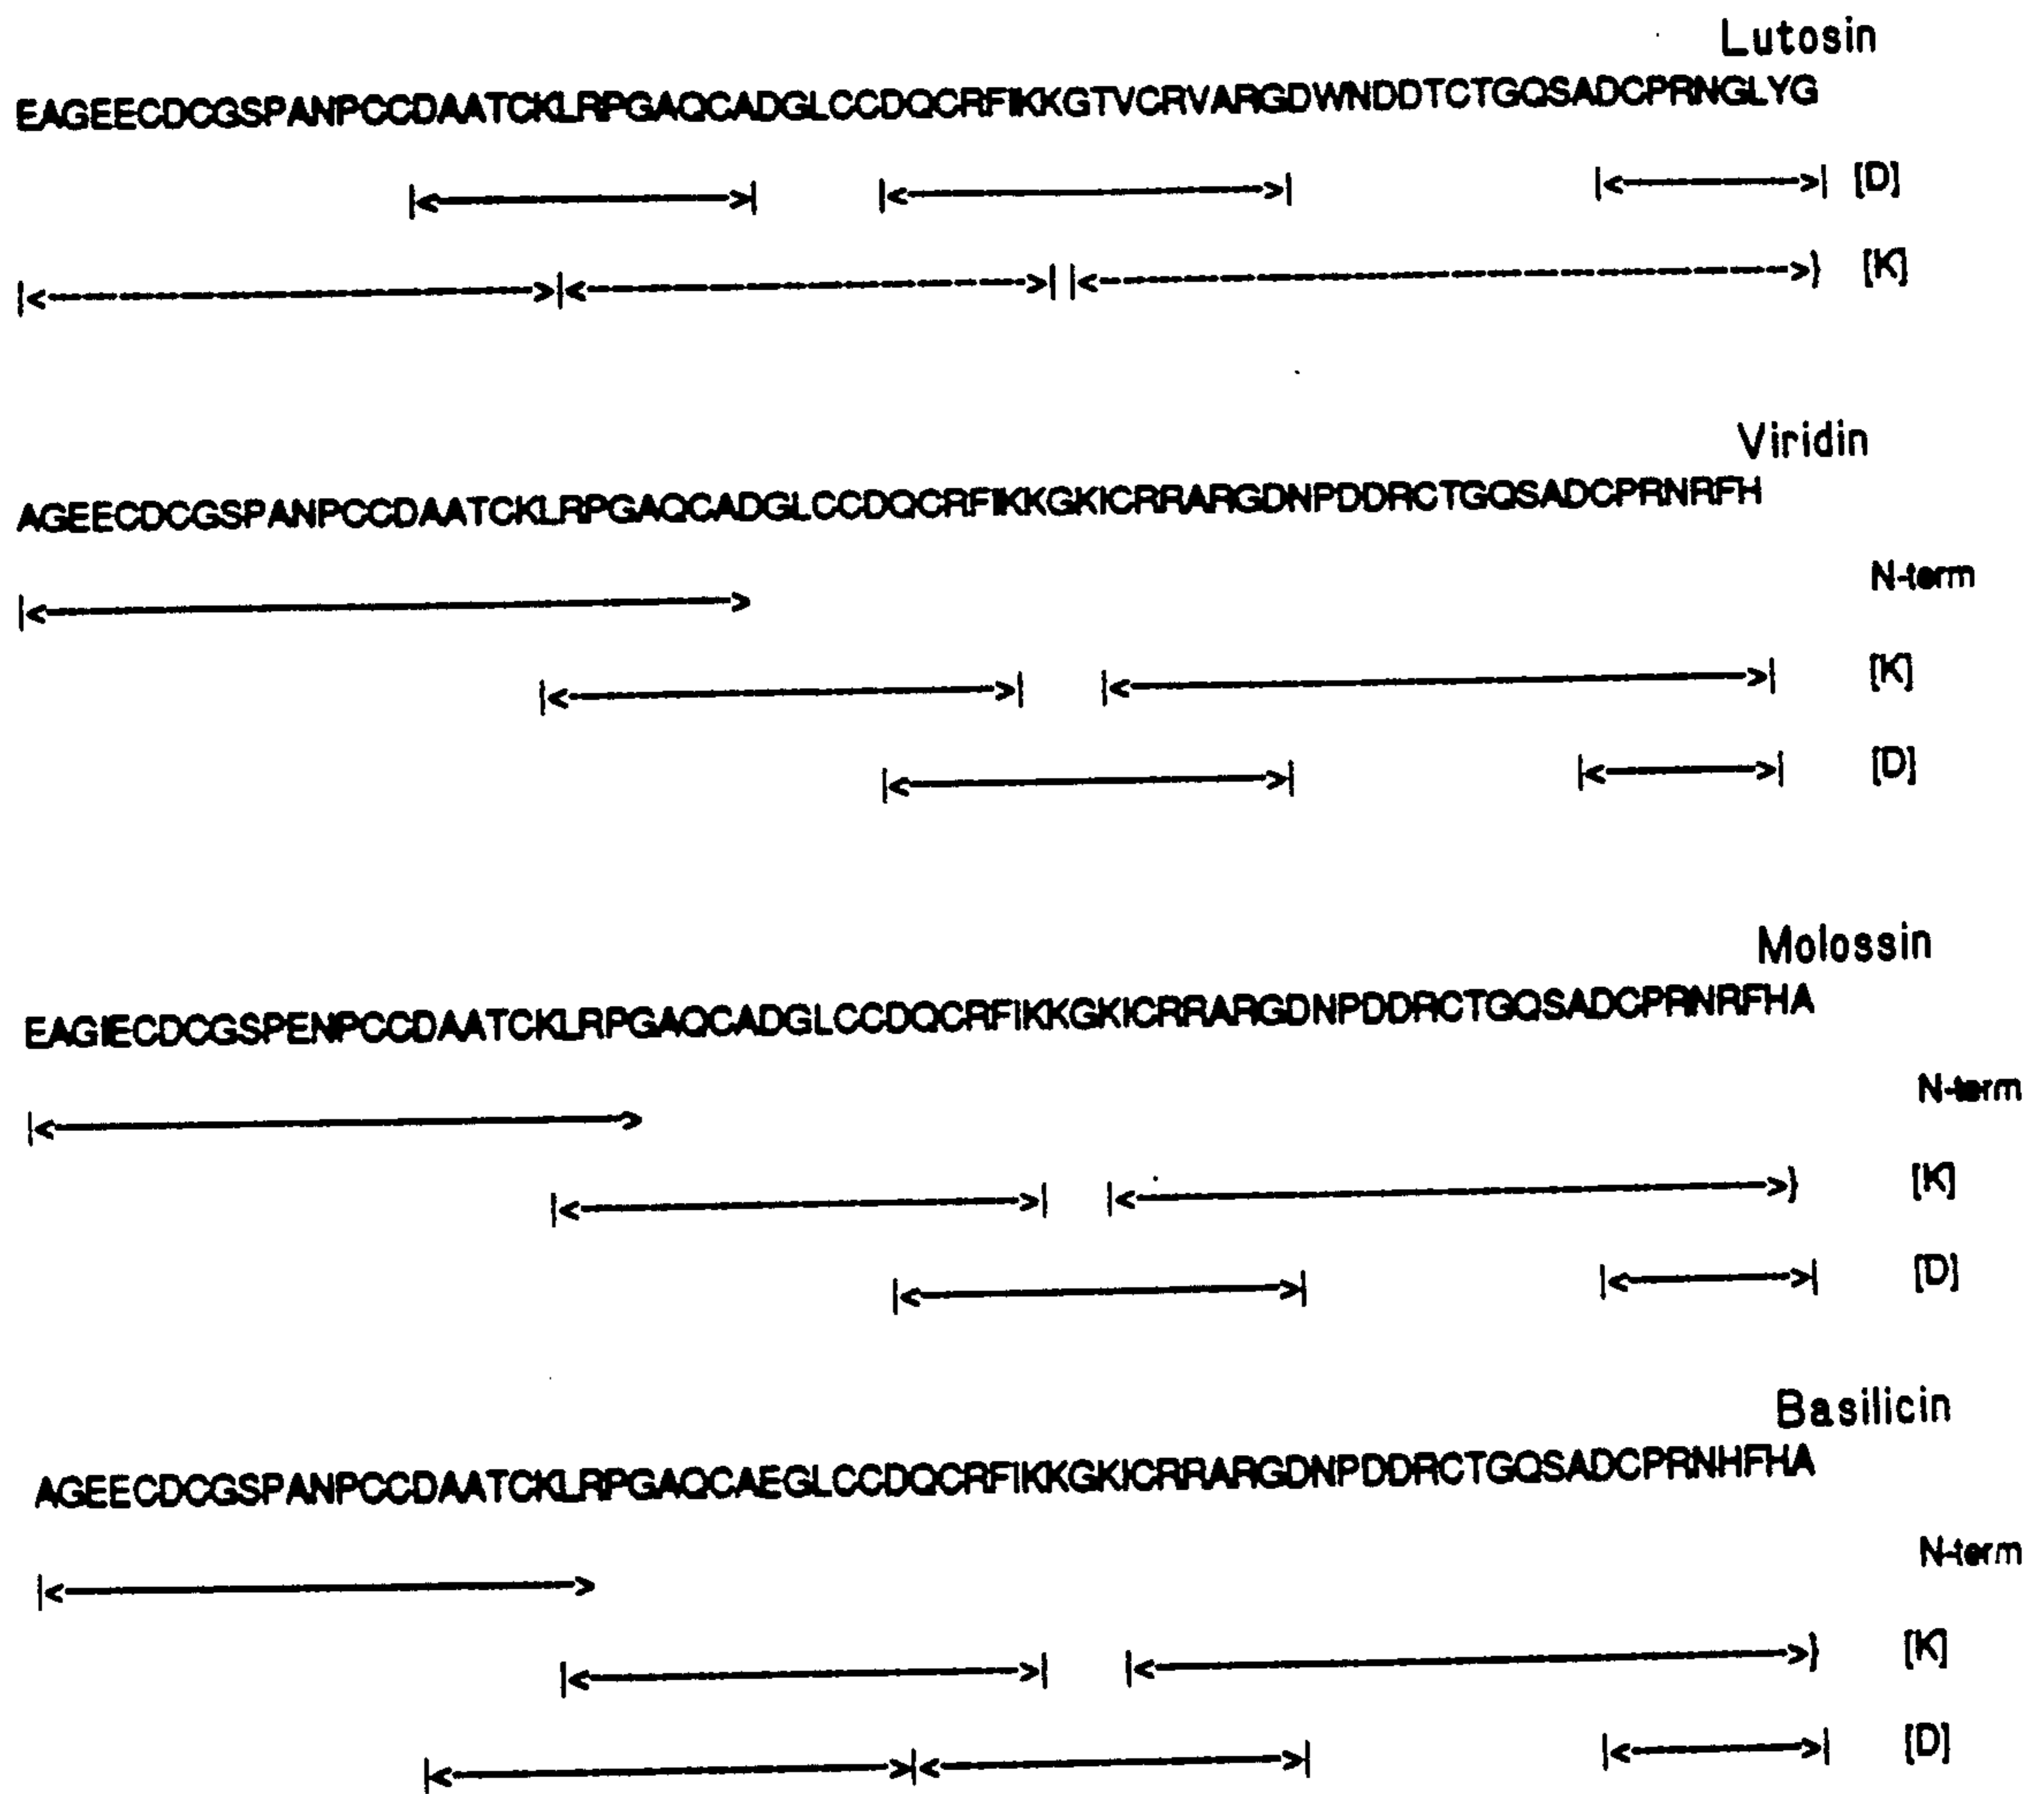 Lutosin
EAGEECDCGSPANPCCDAATCKLRPGAQCADGLCCDQCRFIKKGTVCRVARGDWNDDTCTGQSADCPRNGLYG
[D]
[K]
Viridin
AGEECDCGSPANPCCDAATCKLRPGAQCADGLCCDQCRFIKKGKICRRARGDNPDDRCTGQSADCPRNRFH
N-term
[K]
[D]
Molossin
EAGIECDCGSPENPCCDAATCKLRPGAQCADGLCCDQCRFIKKGKICRRARGDNPDDRCTGQSADCPRNRFHA
N-term
[K]
[D]
Basilicin
AGEECDCGSPANPCCDAATCKLRPGAQCAEGLCCDQCRFIKKGKICRRARGDNPDDRCTGQSADCPRNHFHA
N-term
[K]
[D]